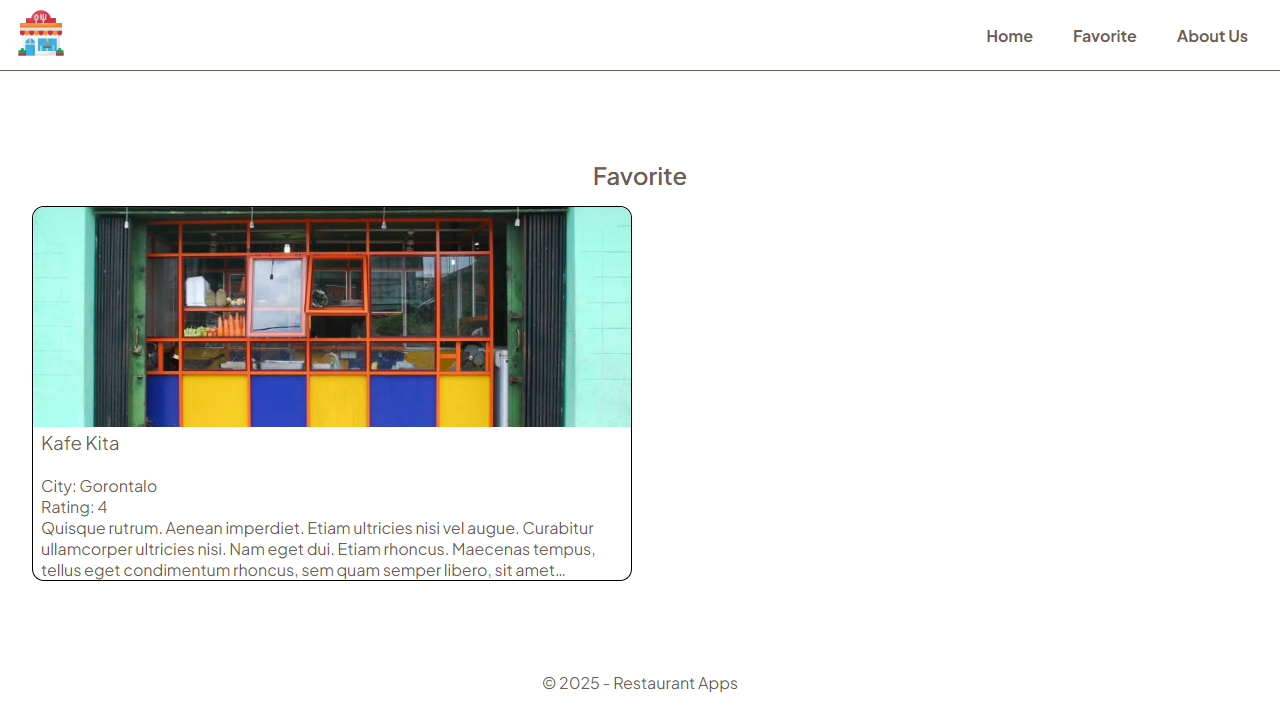 Home Favorite About Us
Favorite
Kafe Kita
City: Gorontalo
Rating: 4
Quisque rutrum. Aenean imperdiet. Etiam ultricies nisi vel augue. Curabitur
ullamcorper ultricies nisi. Nam eget dui. Etiam rhoncus. Maecenas tempus,
tellus eget condimentum rhoncus, sem quam semper libero, sit amet...
© 2025 - Restaurant Apps